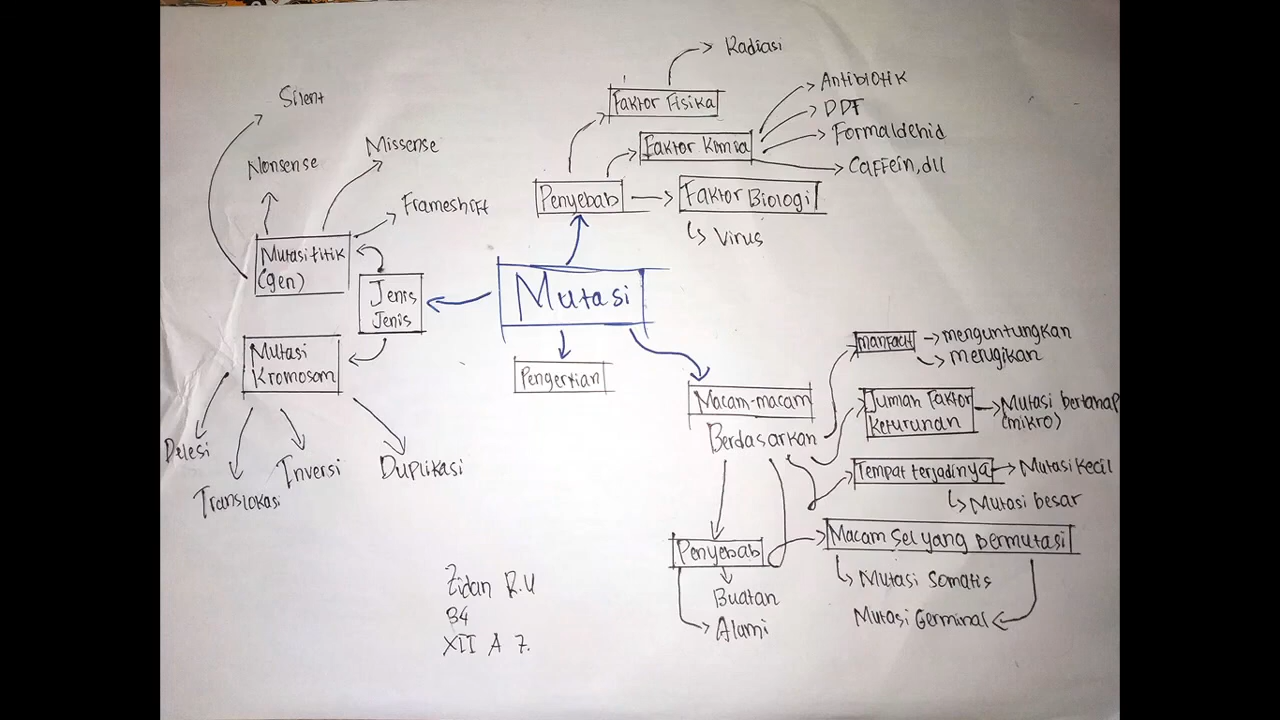 Radiasi
Faktor Fisika
Antibiotik
DDF
Formaldehid
Caffein, dll
Faktor Kimia
Penyebab
Faktor Biologi
Virus
Silent
Nonsense
Missense
Frameshift
Mutasi titik
(gen)
Jenis
Jenis
Mutasi
Mutasi
Kromosom
Delesi
Translokasi
Inversi
Duplikasi
Pengertian
Macam-macam
Berdasarkan
manfaat
menguntungkan
merugikan
Jumlah Faktor
keturunan
Mutasi bertahap
(mikro)
Tempat terjadinya
Mutasi kecil
Mutasi besar
Macam sel yang bermutasi
Mutasi Somatis
Mutasi Germinal
Penyebab
Buatan
Alami
Zidan R.U
34
XII A 7.